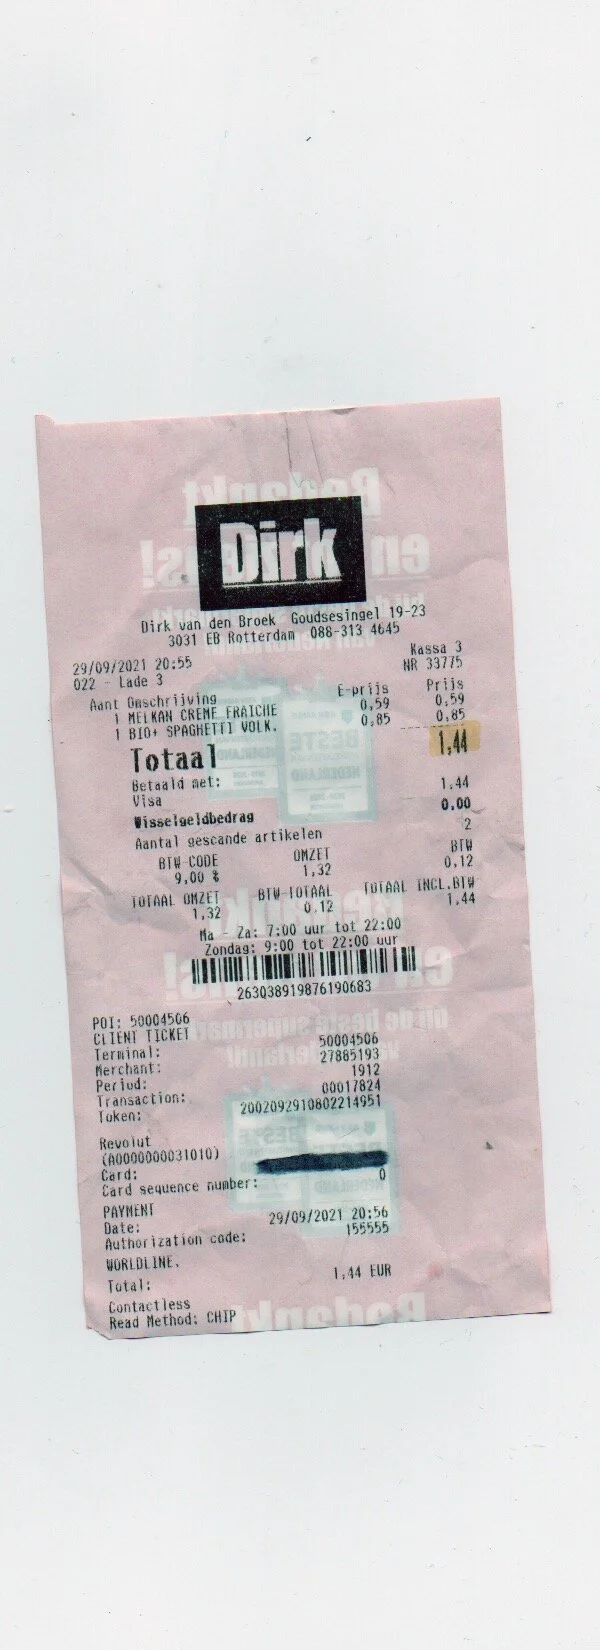 Dirk
Dirk van den Broek Goudsesingel 19-23
3031 EB Rotterdam 088-313 4645
29/09/2021 20:55 Kassa 3
022 - Lade 3 NR 33775
Aant Omschrijving E-prijs Prijs
1 MELKAN CREME FRAICHE 0,59 0,59
1 BIO+ SPAGHETTI VOLK. 0,85 0,85
Totaal 1,44
Betaald met:
Visa 1.44
Wisselgeldbedrag 0.00
Aantal gescande artikelen 2
BTW-CODE OMZET BTW
9,00 % 1,32 0.12
TOTAAL OMZET BTW-TOTAAL TOTAAL INCL.BTW
1,32 0.12 1.44
Ma - Za: 7:00 uur tot 22:00
Zondag: 9:00 tot 22:00 uur
263038919876190683
POI: 50004506
CLIENT TICKET
Terminal: 50004506
Merchant: 27885193
Period: 1912
Transaction: 00017824
Token: 2002092910802214951
Revolut
(A0000000031010)
Card:
Card sequence number: 0
PAYMENT
Date: 29/09/2021 20:56
Authorization code: 155555
WORLDLINE.
Total: 1,44 EUR
Contactless
Read Method: CHIP